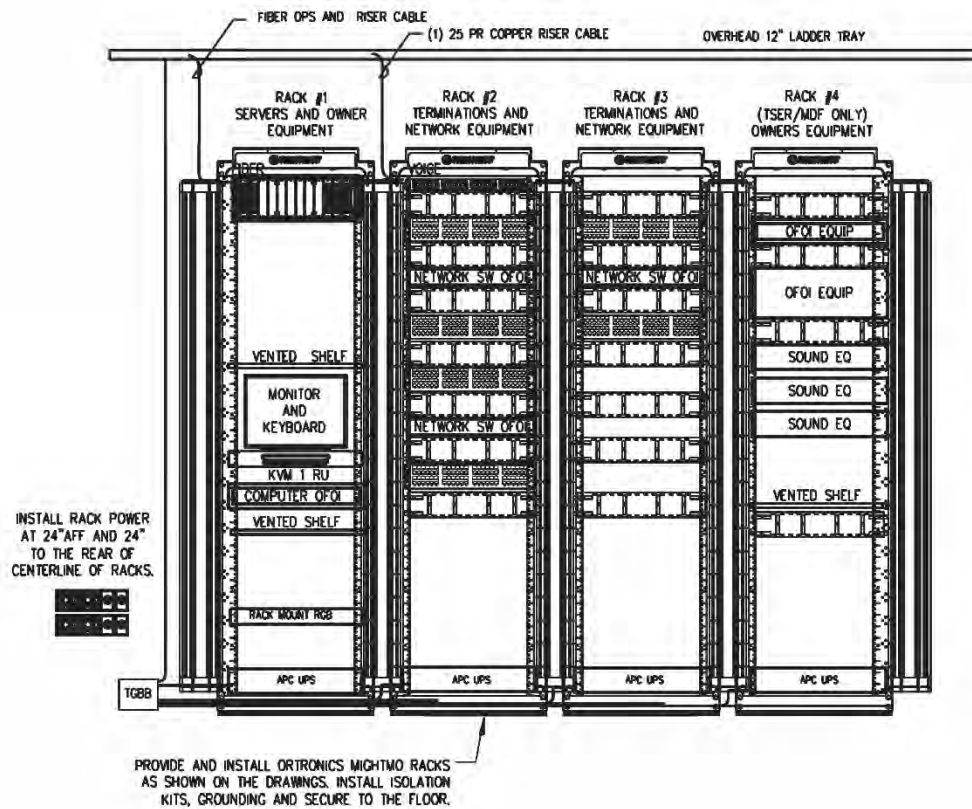 FIBER OPS AND RISER CABLE
(1) 25 PR COPPER RISER CABLE
OVERHEAD 12" LADDER TRAY
RACK #1
SERVERS AND OWNER
EQUIPMENT
RACK #2
TERMINATIONS AND
NETWORK EQUIPMENT
RACK #3
TERMINATIONS AND
NETWORK EQUIPMENT
RACK #4
(TSER/MDF ONLY)
OWNERS EQUIPMENT
FIBER
VENTED SHELF
MONITOR
AND
KEYBOARD
KVM 1 RU
COMPUTER OFOI
VENTED SHELF
RACK MOUNT RGB
APC UPS
VOICE
NETWORK SW OFOI
NETWORK SW OFOI
APC UPS
NETWORK SW OFOI
APC UPS
OFOI EQUIP
OFOI EQUIP
SOUND EQ
SOUND EQ
SOUND EQ
VENTED SHELF
APC UPS
INSTALL RACK POWER
AT 24"AFF AND 24"
TO THE REAR OF
CENTERLINE OF RACKS.
TGBB
PROVIDE AND INSTALL ORTRONICS MIGHTMO RACKS
AS SHOWN ON THE DRAWINGS. INSTALL ISOLATION
KITS, GROUNDING AND SECURE TO THE FLOOR.